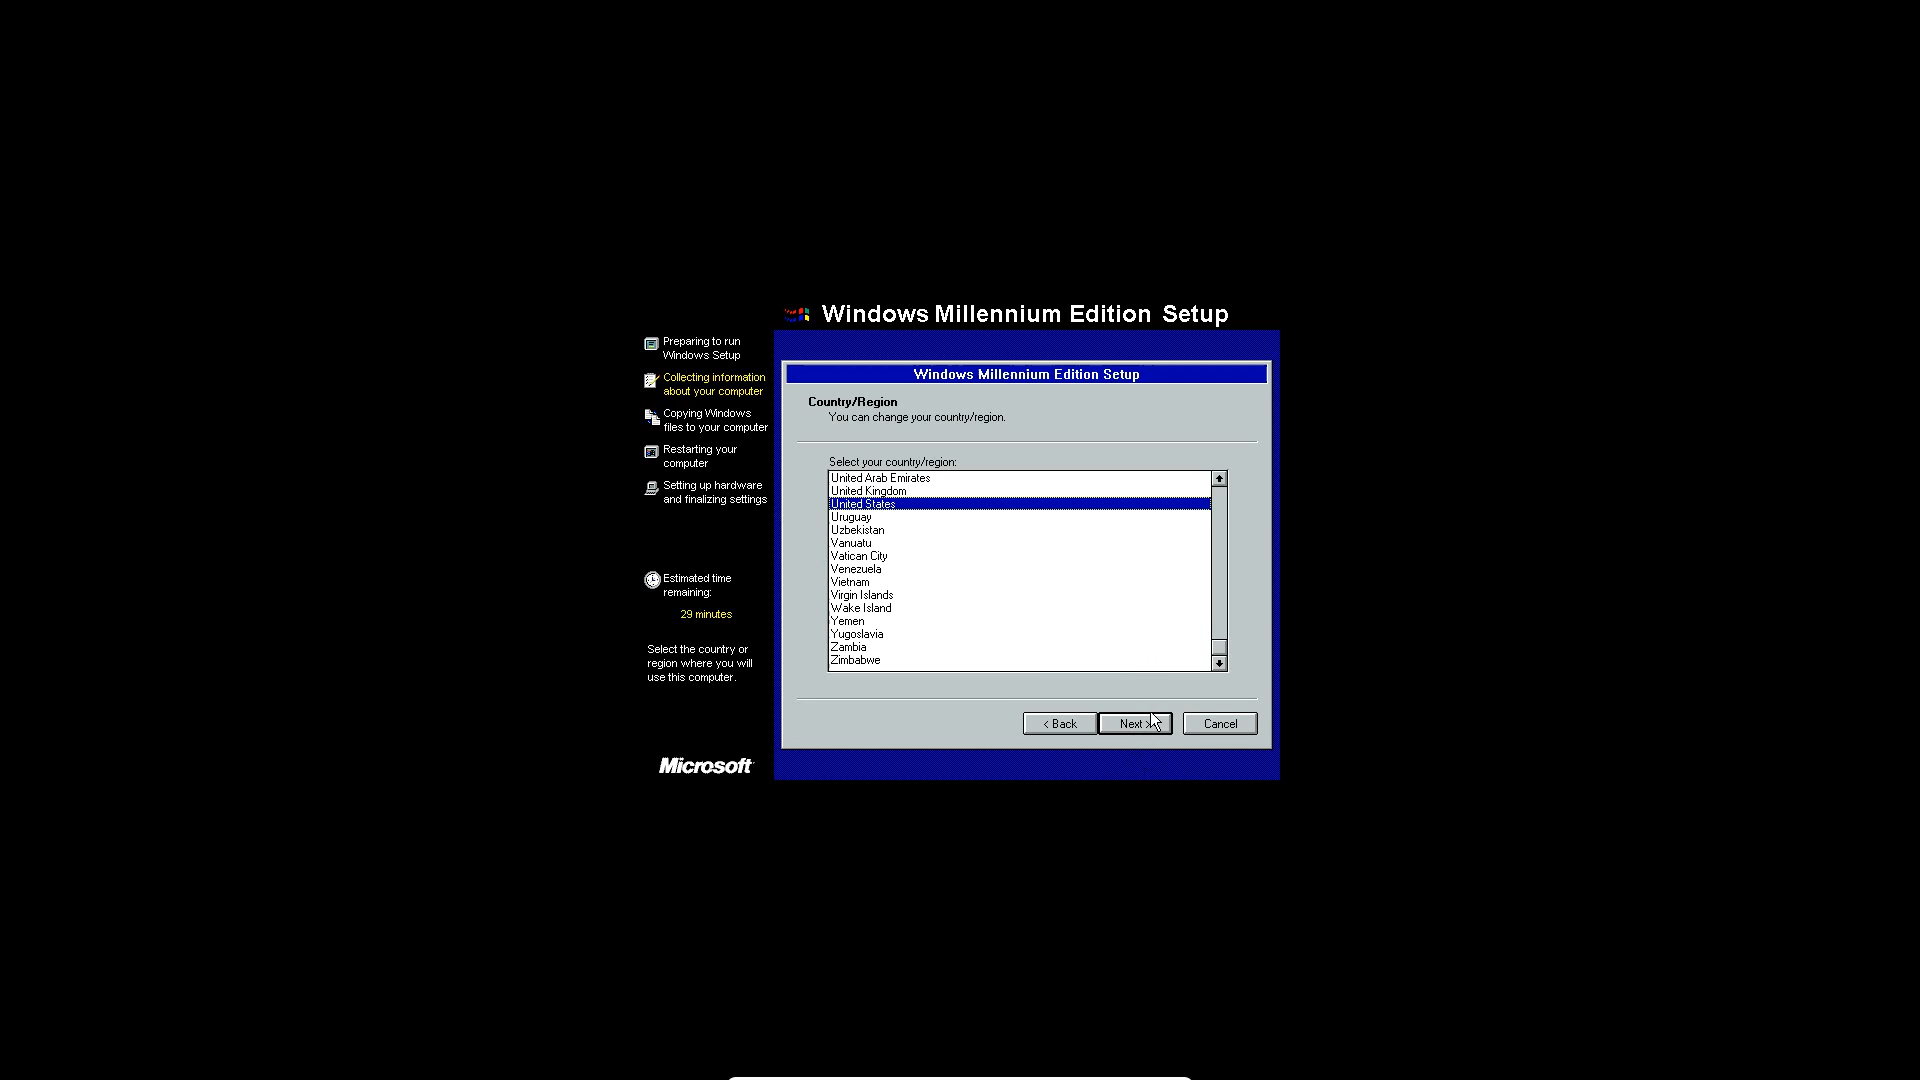 Windows Millennium Edition Setup
Preparing to run
Windows Setup
Collecting information
about your computer
Copying Windows
files to your computer
Restarting your
computer
Setting up hardware
and finalizing settings
Estimated time
remaining:
29 minutes
Select the country or
region where you will
use this computer.
Microsoft
Windows Millennium Edition Setup
Country/Region
You can change your country/region.
Select your country/region:
United Arab Emirates
United Kingdom
United States
Uruguay
Uzbekistan
Vanuatu
Vatican City
Venezuela
Vietnam
Virgin Islands
Wake Island
Yemen
Yugoslavia
Zambia
Zimbabwe
< Back Next > Cancel